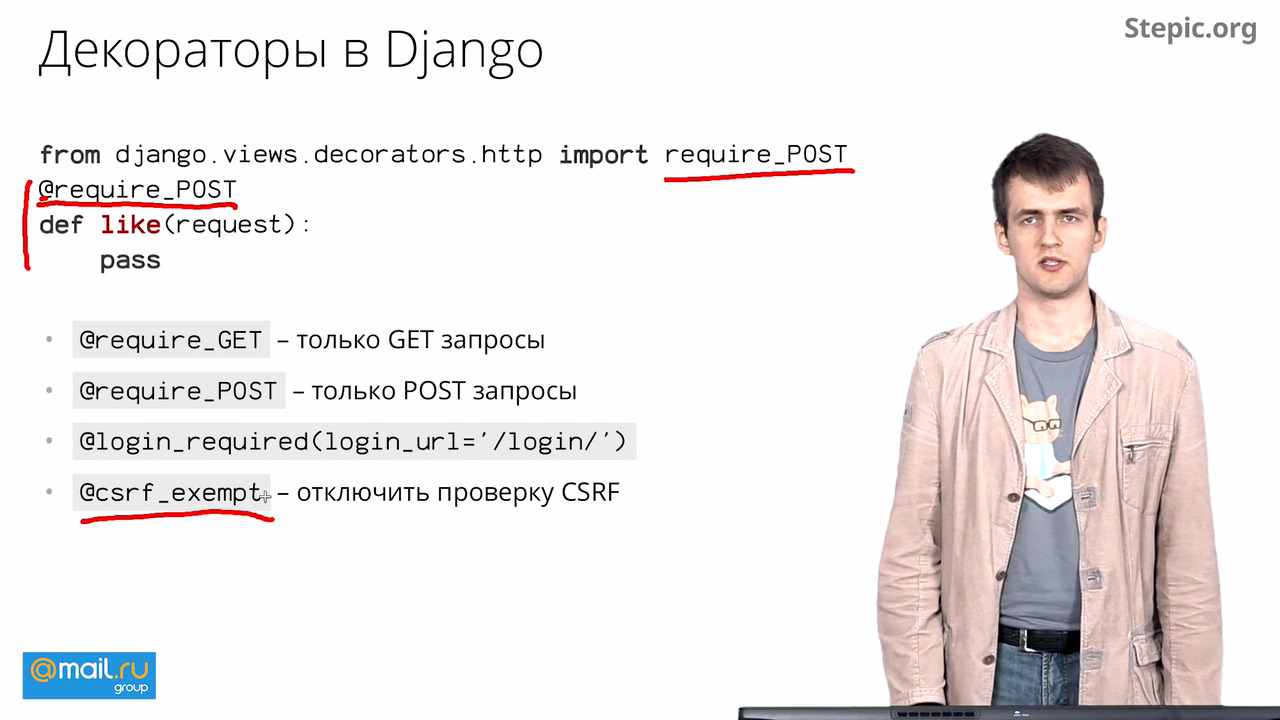 Stepic.org
Декораторы в Django
from django.views.decorators.http import require_POST
@require_POST
def like(request):
pass
• @require_GET – только GET запросы
• @require_POST – только POST запросы
• @login_required(login_url='/login/')
• @csrf_exempt – отключить проверку CSRF
@mail.ru
group